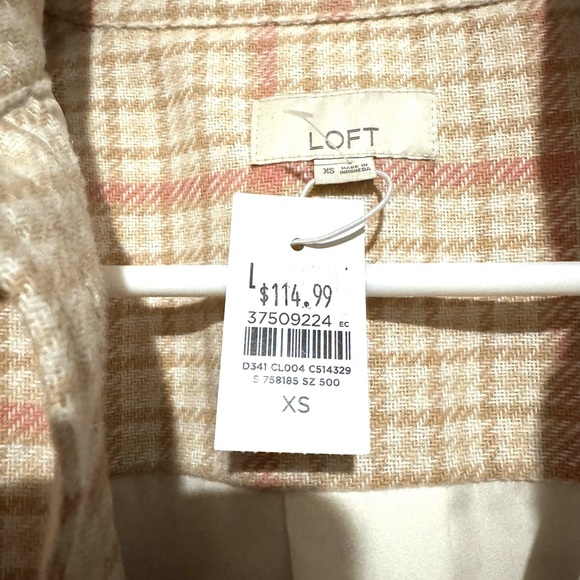 LOFT
XS MADE IN
INDONESIA
L
$114.99
37509224 EC
D341 CL004 C514329
S 758185 SZ 500
XS